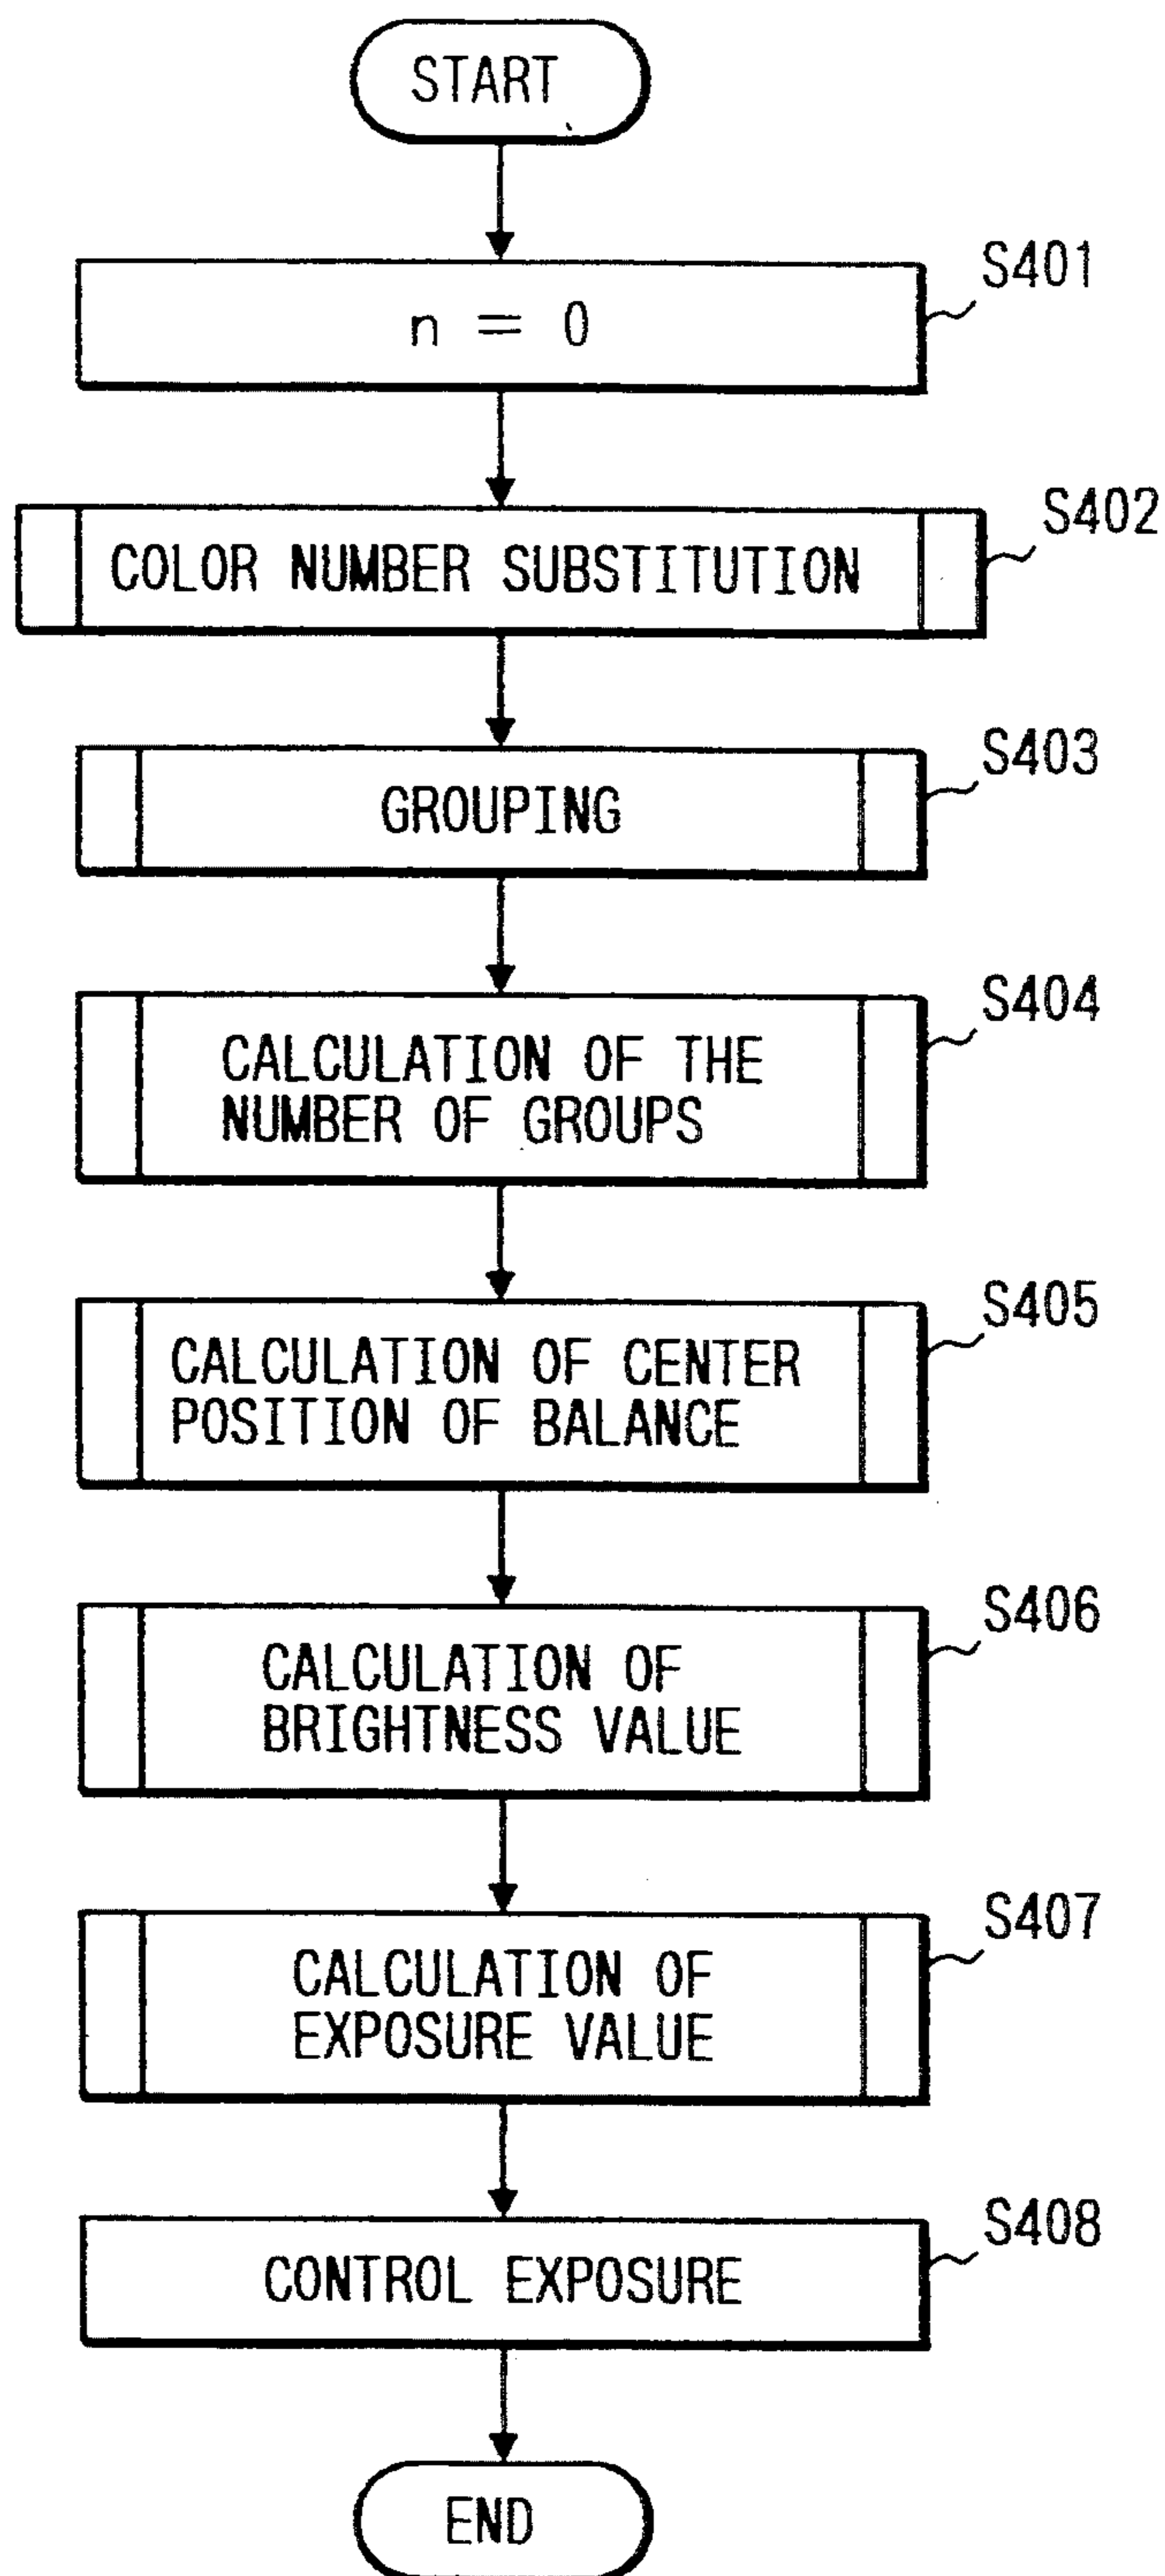 START
S401
n = 0
S402
COLOR NUMBER SUBSTITUTION
S403
GROUPING
S404
CALCULATION OF THE
NUMBER OF GROUPS
S405
CALCULATION OF CENTER
POSITION OF BALANCE
S406
CALCULATION OF
BRIGHTNESS VALUE
S407
CALCULATION OF
EXPOSURE VALUE
S408
CONTROL EXPOSURE
END